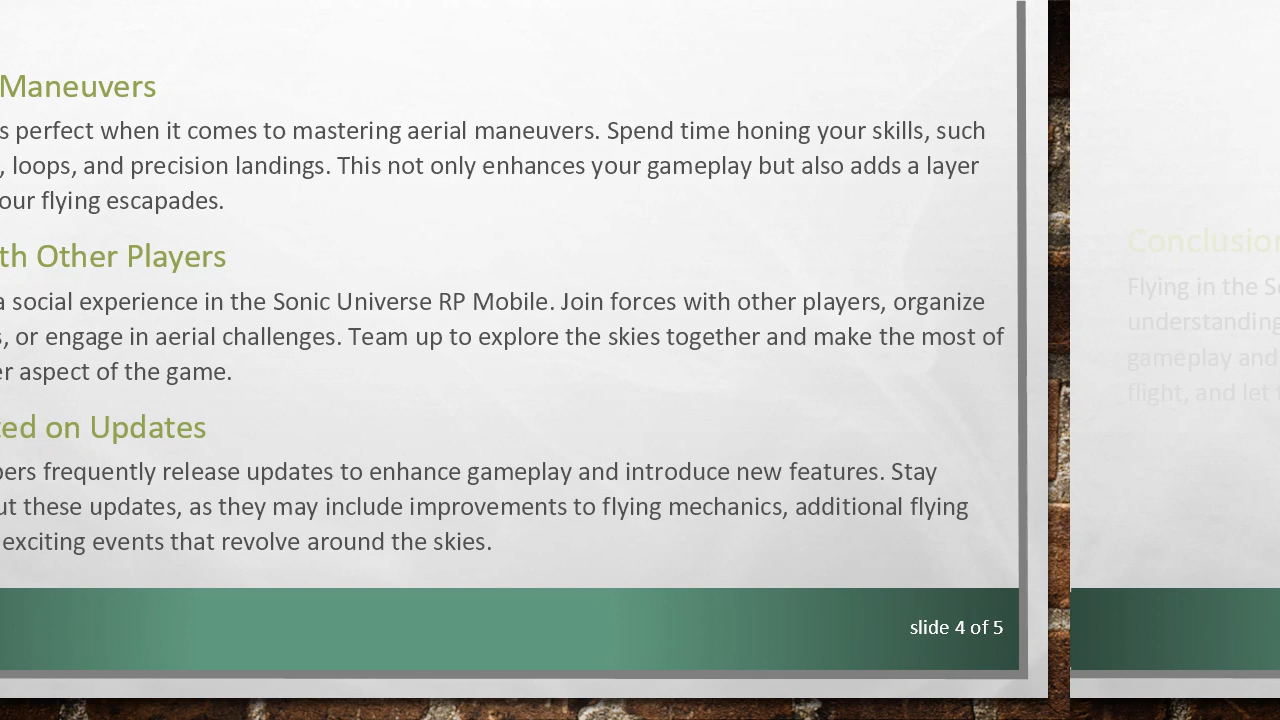 Maneuvers
s perfect when it comes to mastering aerial maneuvers. Spend time honing your skills, such
, loops, and precision landings. This not only enhances your gameplay but also adds a layer
our flying escapades.
th Other Players
a social experience in the Sonic Universe RP Mobile. Join forces with other players, organize
s, or engage in aerial challenges. Team up to explore the skies together and make the most of
er aspect of the game.
ted on Updates
pers frequently release updates to enhance gameplay and introduce new features. Stay
ut these updates, as they may include improvements to flying mechanics, additional flying
exciting events that revolve around the skies.
slide 4 of 5
Conclusion
Flying in the S
understanding
gameplay and
flight, and let